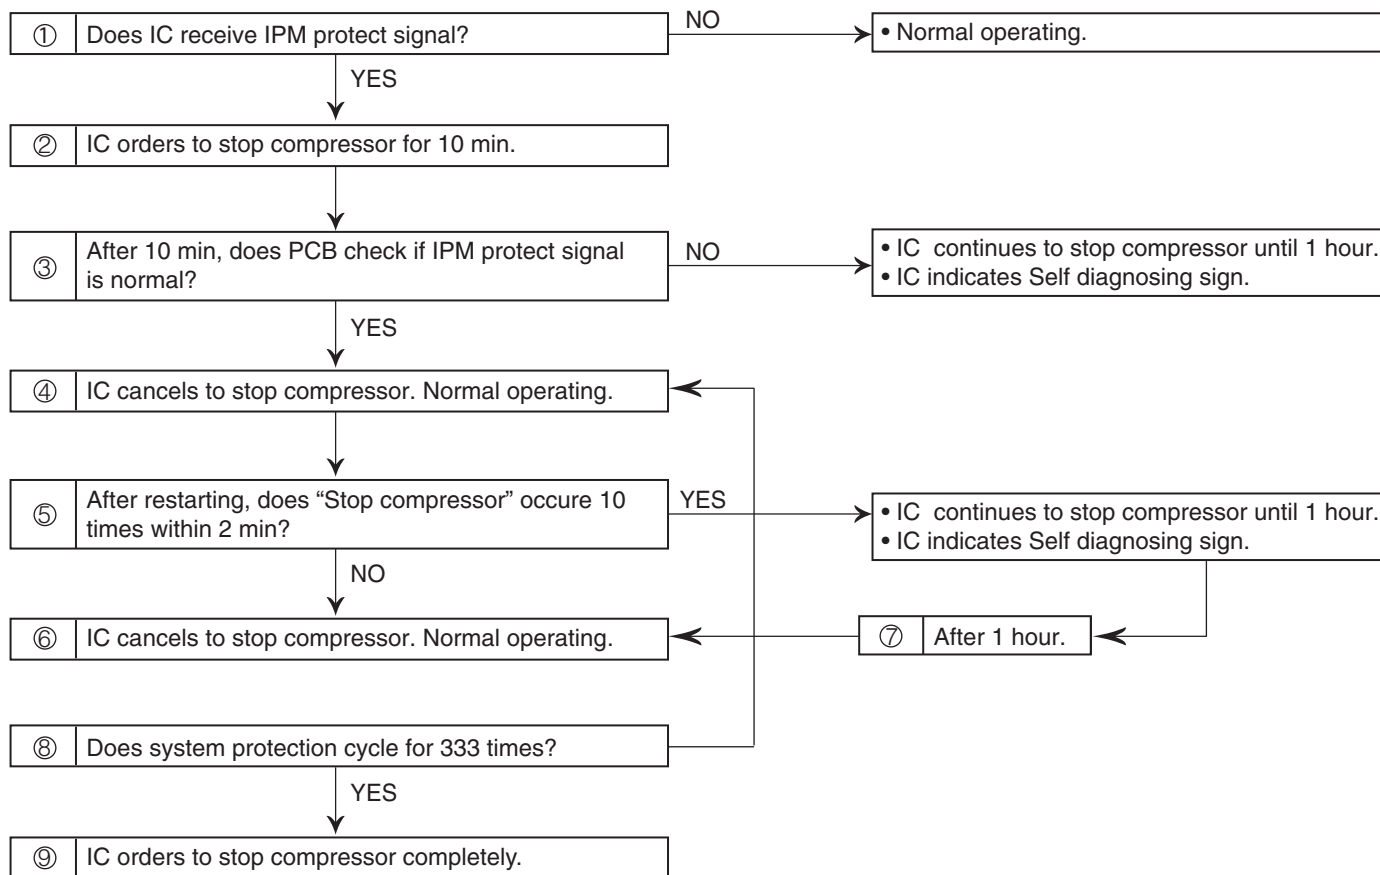 ① Does IC receive IPM protect signal?
NO
• Normal operating.
YES
② IC orders to stop compressor for 10 min.
③ After 10 min, does PCB check if IPM protect signal
is normal?
NO
• IC continues to stop compressor until 1 hour.
• IC indicates Self diagnosing sign.
YES
④ IC cancels to stop compressor. Normal operating.
⑤ After restarting, does “Stop compressor” occure 10
times within 2 min?
YES
• IC continues to stop compressor until 1 hour.
• IC indicates Self diagnosing sign.
NO
⑥ IC cancels to stop compressor. Normal operating.
⑦ After 1 hour.
⑧ Does system protection cycle for 333 times?
YES
⑨ IC orders to stop compressor completely.